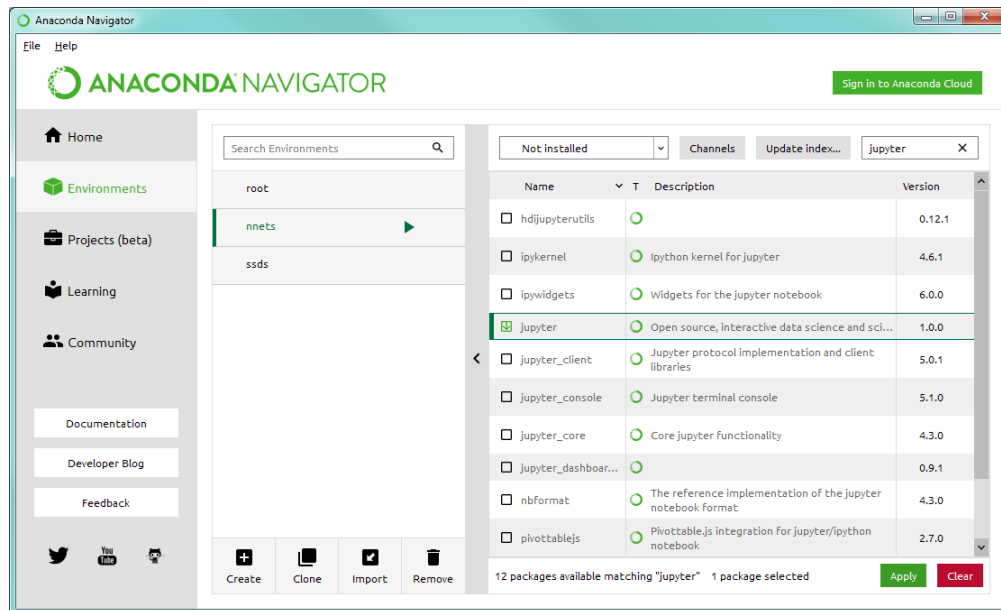 Anaconda Navigator
File Help
ANACONDA NAVIGATOR
Sign in to Anaconda Cloud
Home
Environments
Projects (beta)
Learning
Community
Documentation
Developer Blog
Feedback
You
Tube
Search Environments
root
nnets
ssds
Create Clone Import Remove
Not installed Channels Update index... jupyter
Name T Description Version
hdijupyterutils 0.12.1
ipykernel Ipython kernel for jupyter 4.6.1
ipywidgets Widgets for the jupyter notebook 6.0.0
jupyter Open source, interactive data science and sci... 1.0.0
jupyter_client Jupyter protocol implementation and client
libraries 5.0.1
jupyter_console Jupyter terminal console 5.1.0
jupyter_core Core jupyter functionality 4.3.0
jupyter_dashboar... 0.9.1
nbformat The reference implementation of the jupyter
notebook format 4.3.0
pivottablejs Pivottable.js integration for jupyter/ipython
notebook 2.7.0
12 packages available matching "jupyter" 1 package selected Apply Clear